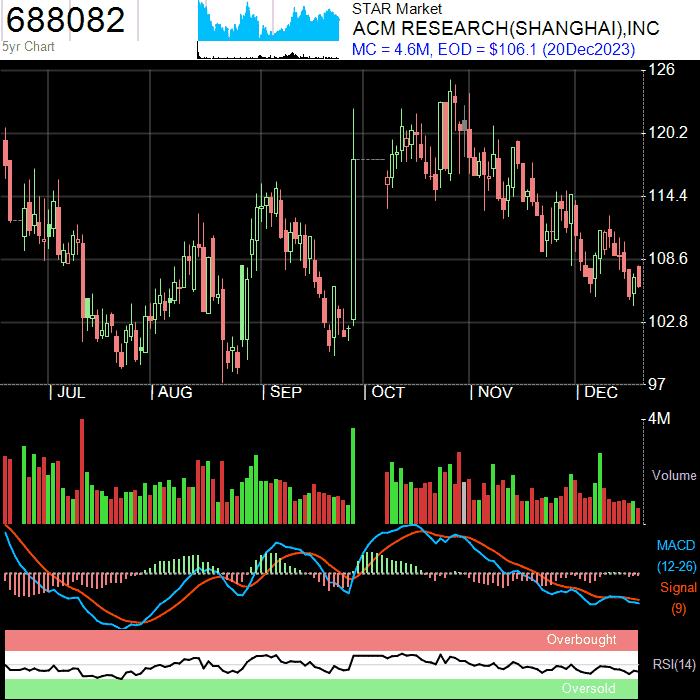 688082
5yr Chart
STAR Market
ACM RESEARCH(SHANGHAI),INC
MC = 4.6M, EOD = $106.1 (20Dec2023)
126
120.2
114.4
108.6
102.8
97
JUL
AUG
SEP
OCT
NOV
DEC
4M
Volume
MACD
(12-26)
Signal
(9)
Overbought
RSI(14)
Oversold